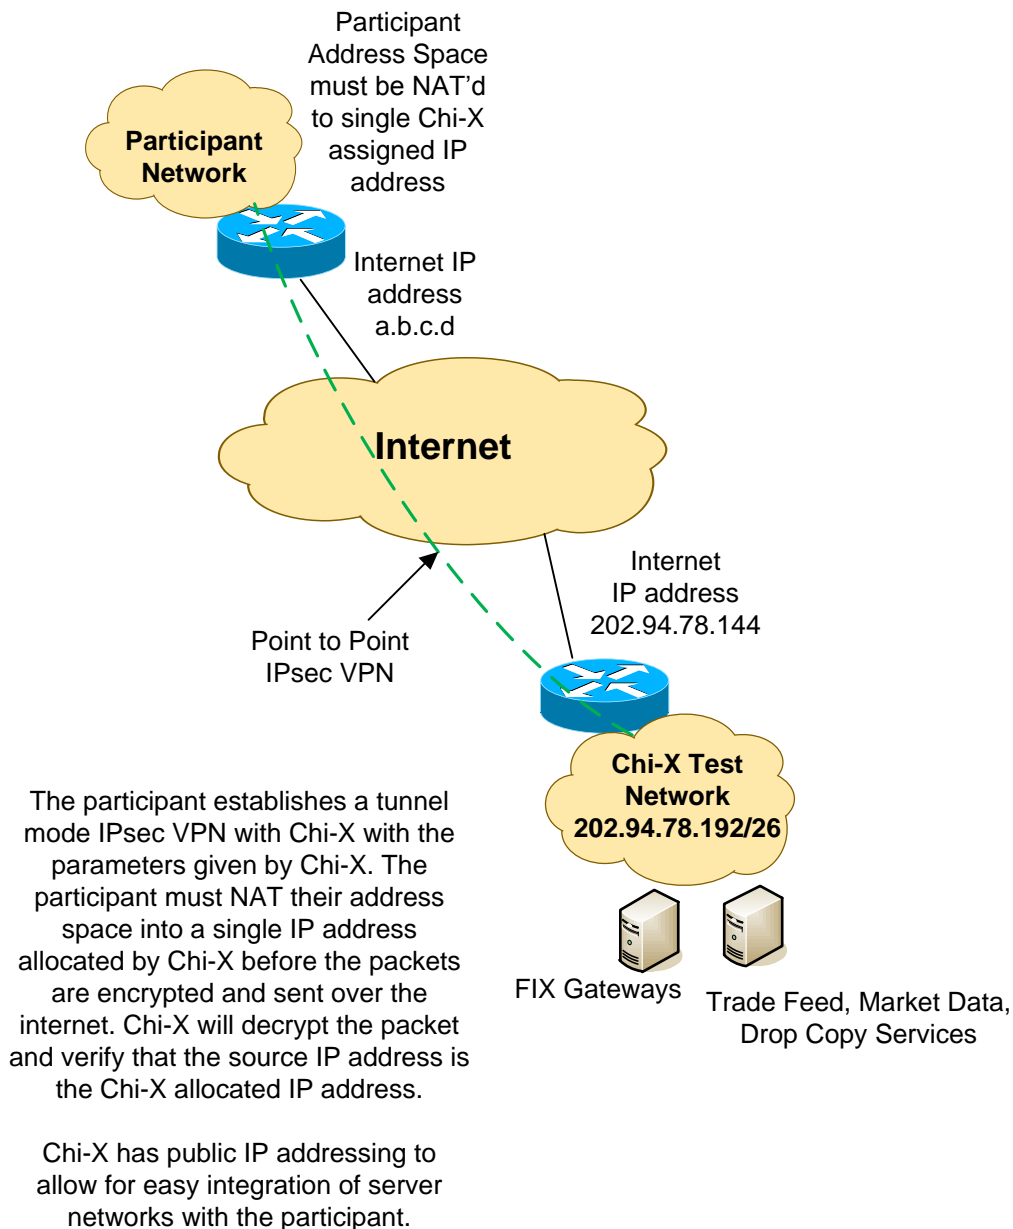 Participant
Address Space
must be NAT'd
to single Chi-X
assigned IP
address
Participant
Network
Internet IP
address
a.b.c.d
Internet
Internet
IP address
202.94.78.144
Point to Point
IPsec VPN
Chi-X Test
Network
202.94.78.192/26
FIX Gateways
Trade Feed, Market Data,
Drop Copy Services
The participant establishes a tunnel
mode IPsec VPN with Chi-X with the
parameters given by Chi-X. The
participant must NAT their address
space into a single IP address
allocated by Chi-X before the packets
are encrypted and sent over the
internet. Chi-X will decrypt the packet
and verify that the source IP address is
the Chi-X allocated IP address.
Chi-X has public IP addressing to
allow for easy integration of server
networks with the participant.